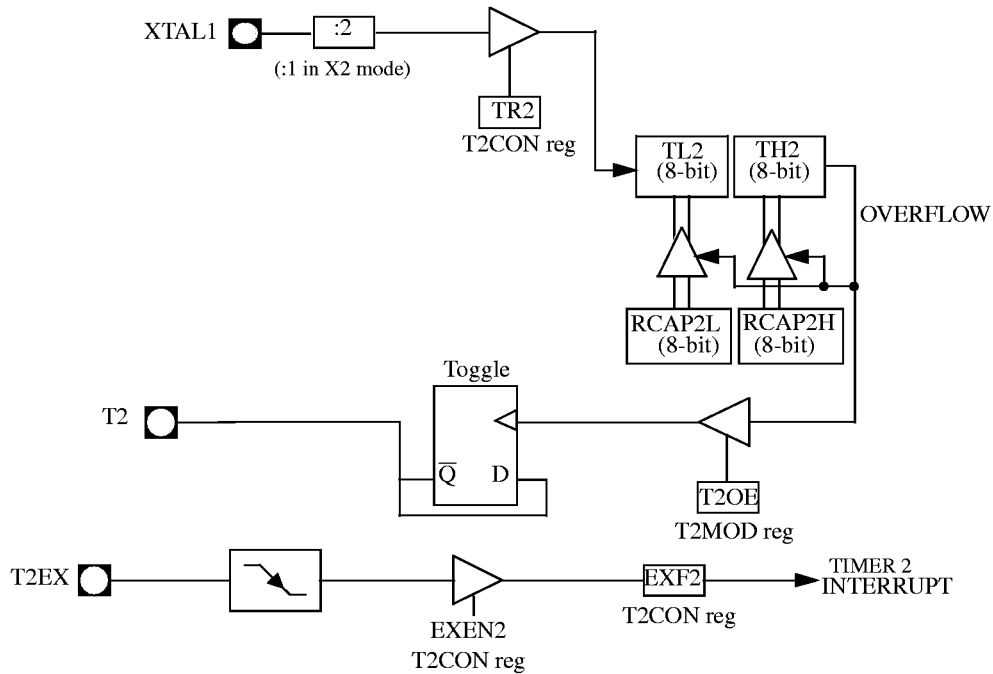 XTAL1
:2
(:1 in X2 mode)
TR2
T2CON reg
TL2
(8-bit)
TH2
(8-bit)
OVERFLOW
RCAP2L
(8-bit)
RCAP2H
(8-bit)
Toggle
T2
Q̅
D
T2OE
T2MOD reg
T2EX
EXEN2
T2CON reg
EXF2
T2CON reg
TIMER 2
INTERRUPT